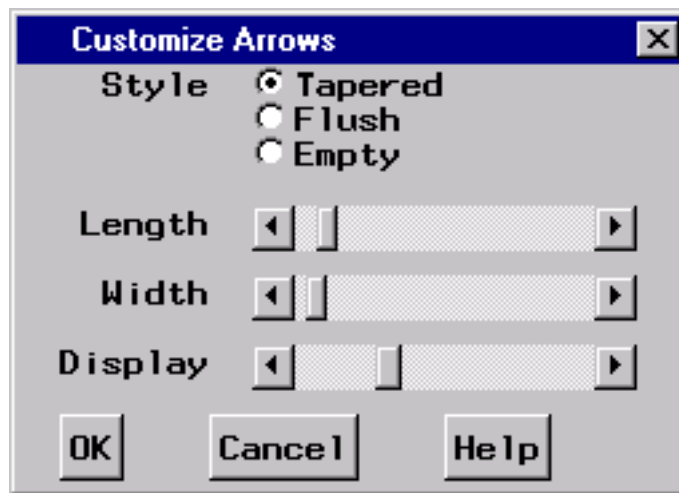 Customize Arrows
Style Tapered
Flush
Empty
Length
Width
Display
OK Cancel Help